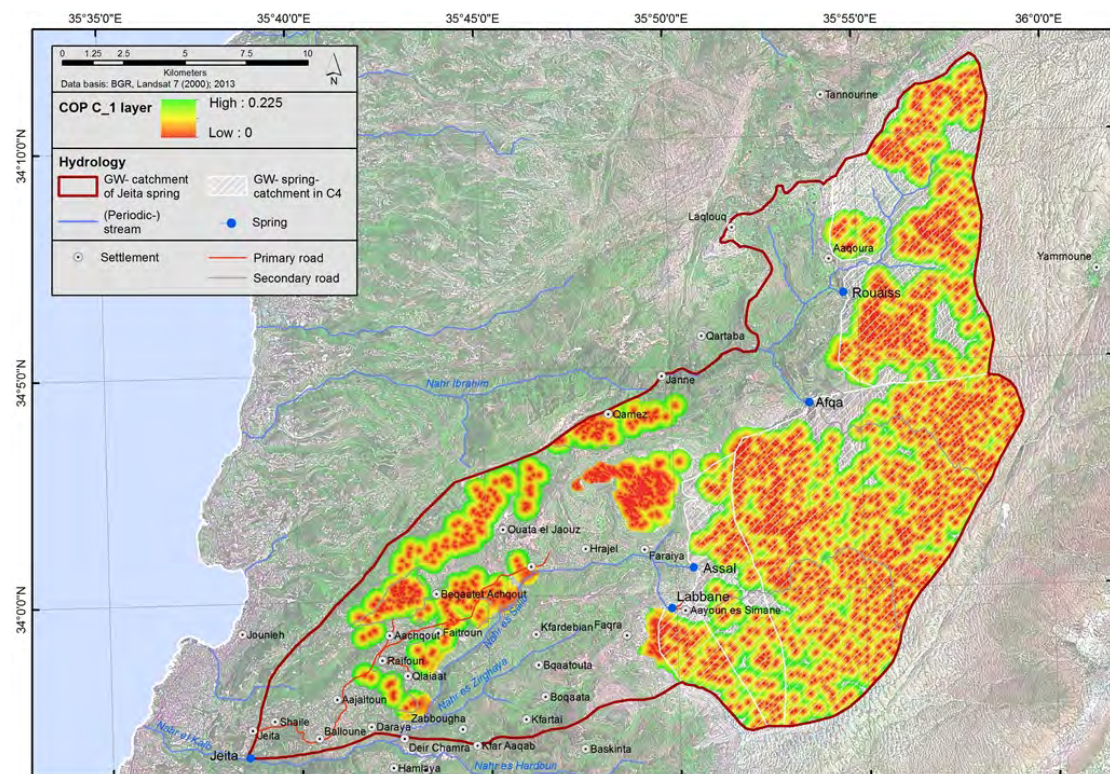 35°35'0"E
35°40'0"E
35°45'0"E
35°50'0"E
35°55'0"E
36°0'0"E
0 1.25 2.5 5 7.5 10
Kilometers
N
Data basis: BGR, Landsat 7 (2000); 2013
COP C_1 layer
High : 0.225
Low : 0
Hydrology
GW- catchment
of Jeita spring
GW- spring-
catchment in C4
(Periodic-)
stream
Spring
Settlement
Primary road
Secondary road
34°10'0"N
34°5'0"N
34°0'0"N
Tannourine
Laqlouq
Aaqoura
Yammoune
Rouaiss
Qartaba
Janne
Nahr Ibrahim
Afqa
Qamez
Ouata el Jaouz
Hrajel
Faraiya
Assal
Beqaatet Achqout
Labbane
Aayoun es Simane
Jounieh
Aachqout
Faitroun
Nahr es Salib
Kfardebian
Faqra
Raifoun
Qlaiaat
Bqaatouta
Nahr es Zirghaya
Aajaltoun
Boqaata
Zabbougha
Kfartai
Shaile
Jeita
Balloune
Daraya
Deir Chamra
Kfar Aaqab
Baskinta
Nahr el Kalb
Jeita
Hamlaya
Nahr es Hardoun